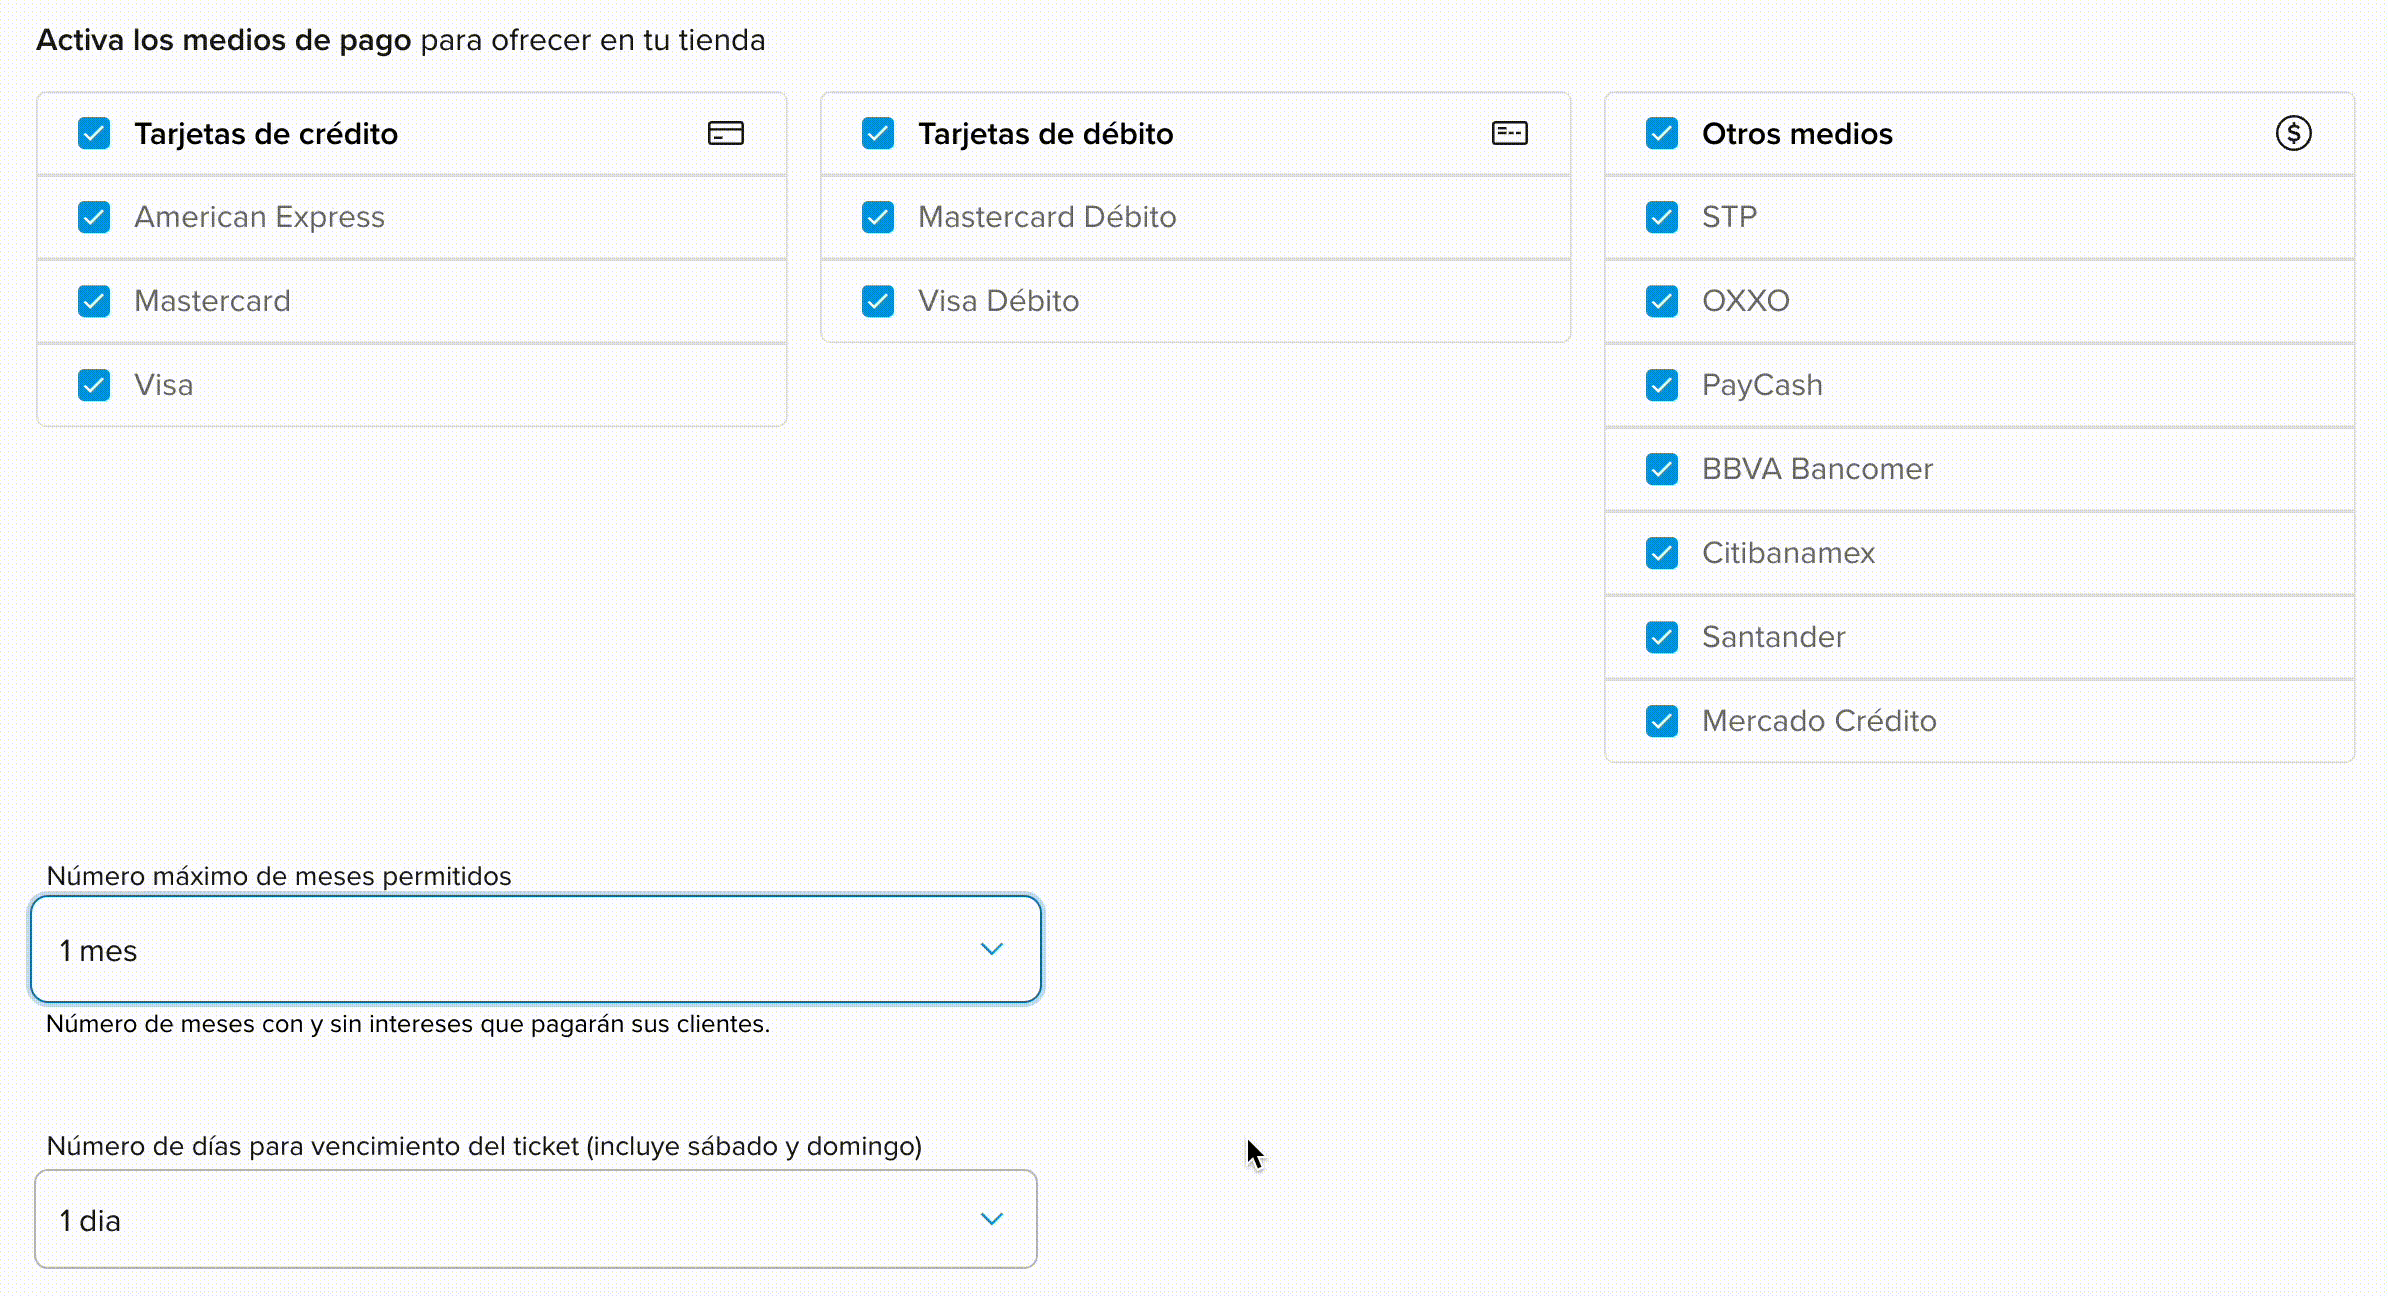 Activa los medios de pago para ofrecer en tu tienda
Tarjetas de crédito
American Express
Mastercard
Visa
Tarjetas de débito
Mastercard Débito
Visa Débito
Otros medios
STP
OXXO
PayCash
BBVA Bancomer
Citibanamex
Santander
Mercado Crédito
Número máximo de meses permitidos
1 mes
Número de meses con y sin intereses que pagarán sus clientes.
Número de días para vencimiento del ticket (incluye sábado y domingo)
1 dia